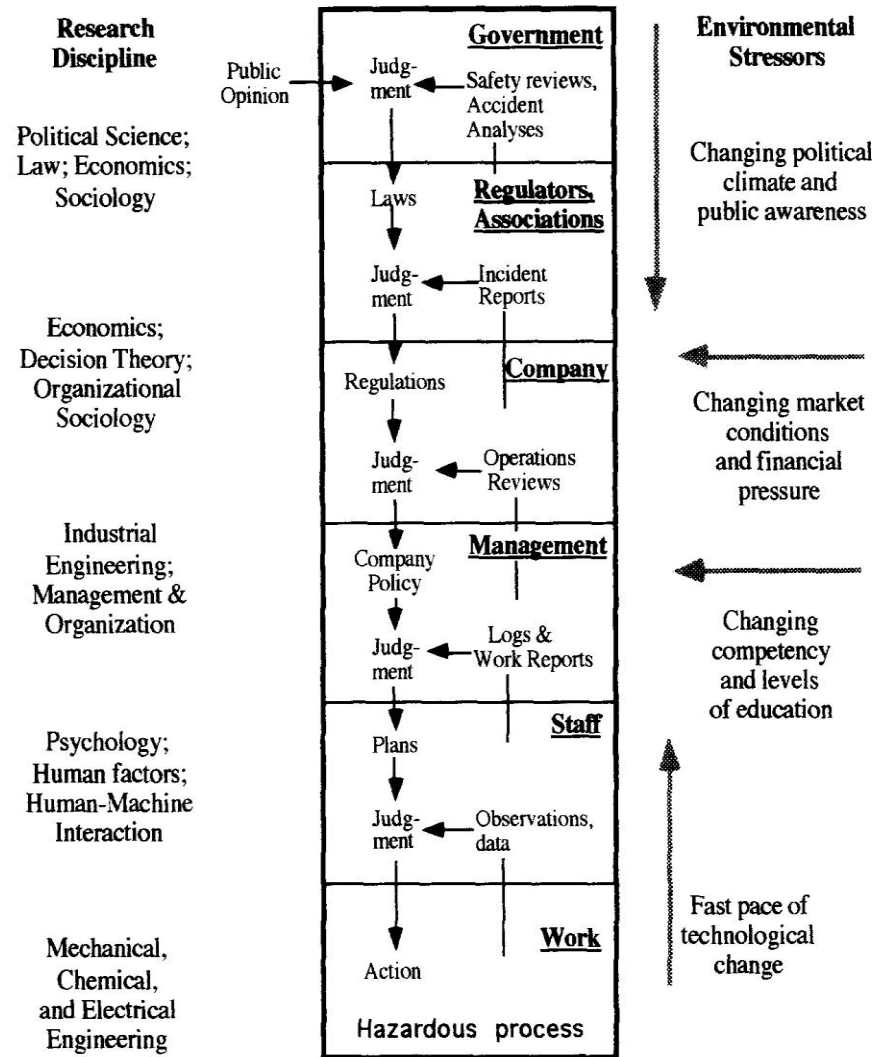 Research
Discipline
Government
Environmental
Stressors
Public
Opinion
Judg-
ment
Safety reviews,
Accident
Analyses
Political Science;
Law; Economics;
Sociology
Changing political
climate and
public awareness
Laws
Regulators,
Associations
Judg-
ment
Incident
Reports
Economics;
Decision Theory;
Organizational
Sociology
Company
Regulations
Changing market
conditions
and financial
pressure
Judg-
ment
Operations
Reviews
Industrial
Engineering;
Management &
Organization
Management
Company
Policy
Judg-
ment
Logs &
Work Reports
Changing
competency
and levels
of education
Staff
Plans
Psychology;
Human factors;
Human-Machine
Interaction
Judg-
ment
Observations,
data
Fast pace of
technological
change
Work
Action
Mechanical,
Chemical,
and Electrical
Engineering
Hazardous process